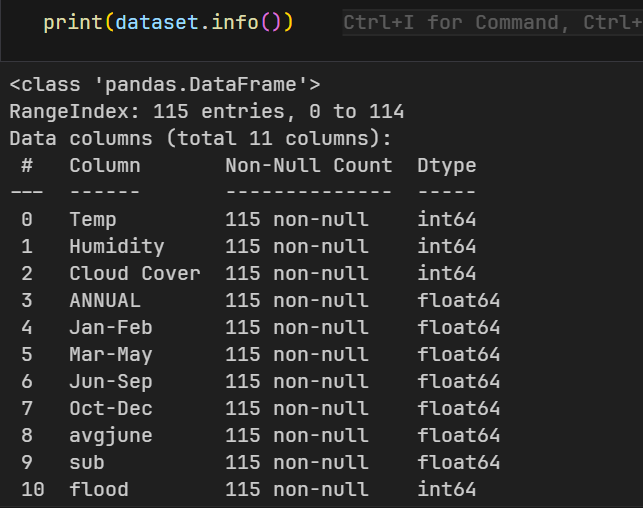 print(dataset.info()) Ctrl+I for Command, Ctrl+
<class 'pandas.DataFrame'>
RangeIndex: 115 entries, 0 to 114
Data columns (total 11 columns):
 #   Column       Non-Null Count  Dtype
---  ------       --------------  -----
 0   Temp         115 non-null    int64
 1   Humidity     115 non-null    int64
 2   Cloud Cover  115 non-null    int64
 3   ANNUAL       115 non-null    float64
 4   Jan-Feb      115 non-null    float64
 5   Mar-May      115 non-null    float64
 6   Jun-Sep      115 non-null    float64
 7   Oct-Dec      115 non-null    float64
 8   avgjune      115 non-null    float64
 9   sub          115 non-null    float64
 10  flood        115 non-null    int64